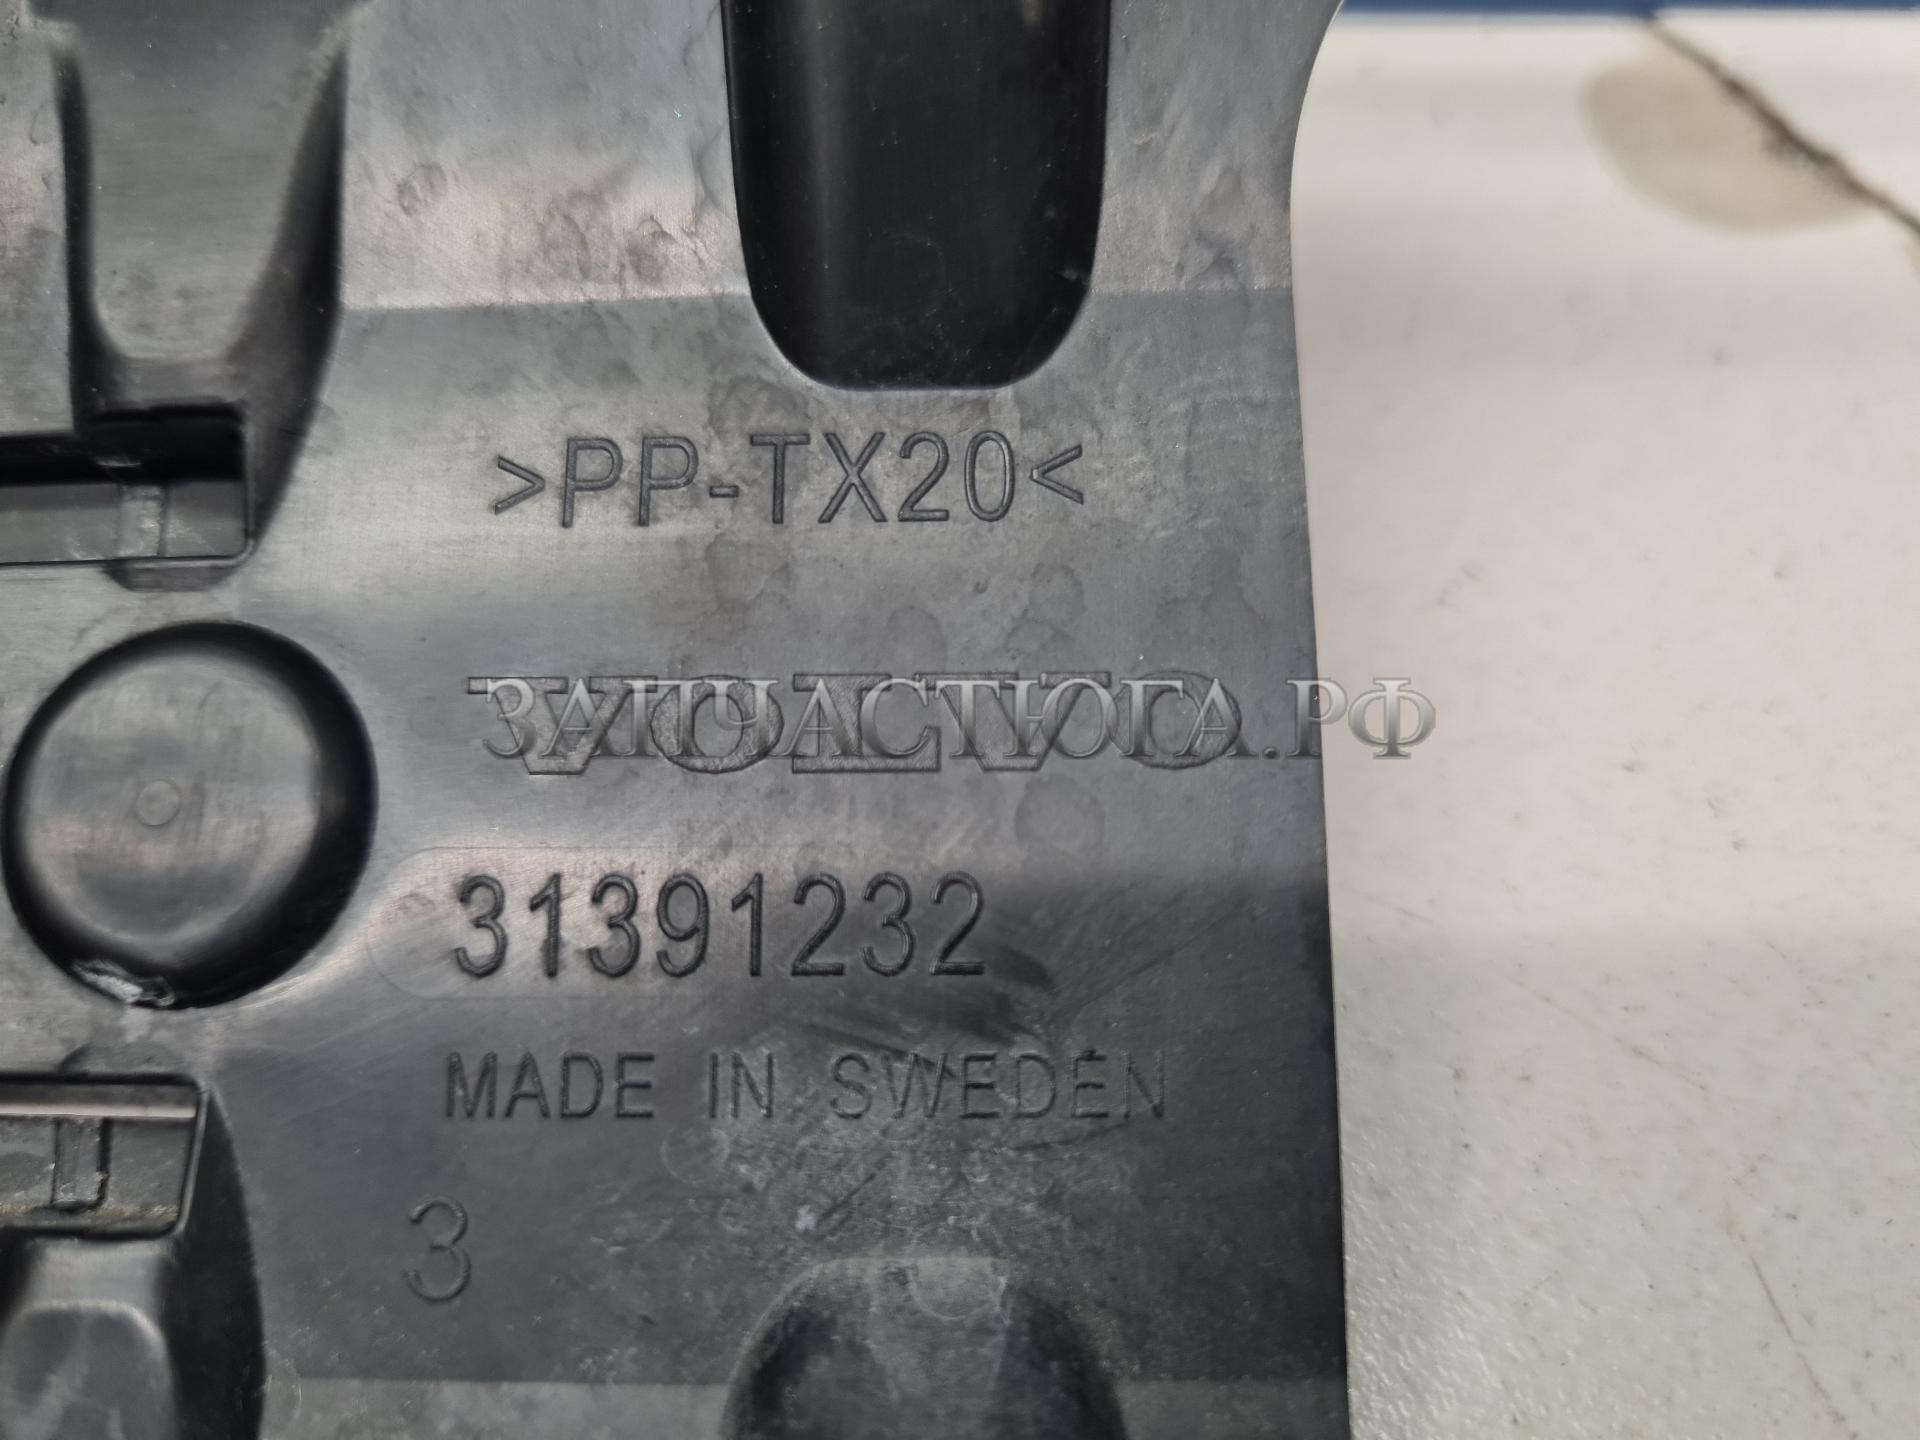 >PP-TX20<
VOLVO
ЗАПЧАСТЮГА.РФ
31391232
MADE IN SWEDEN
3